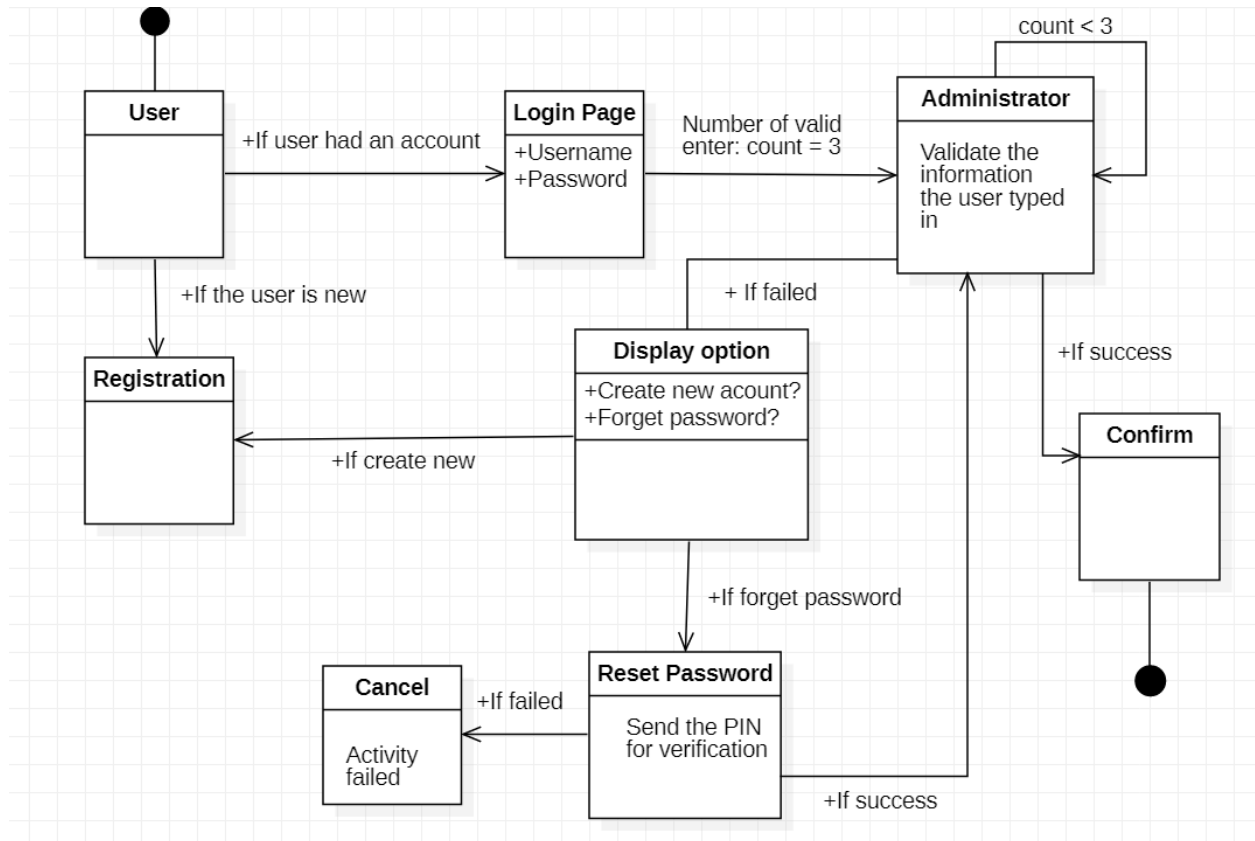 count < 3
User
Login Page
Administrator
+If user had an account
+Username
+Password
Number of valid
enter: count = 3
Validate the
information
the user typed
in
+If the user is new
+ If failed
Registration
Display option
+Create new acount?
+Forget password?
+If success
Confirm
+If create new
+If forget password
Cancel
Activity
failed
+If failed
Reset Password
Send the PIN
for verification
+If success